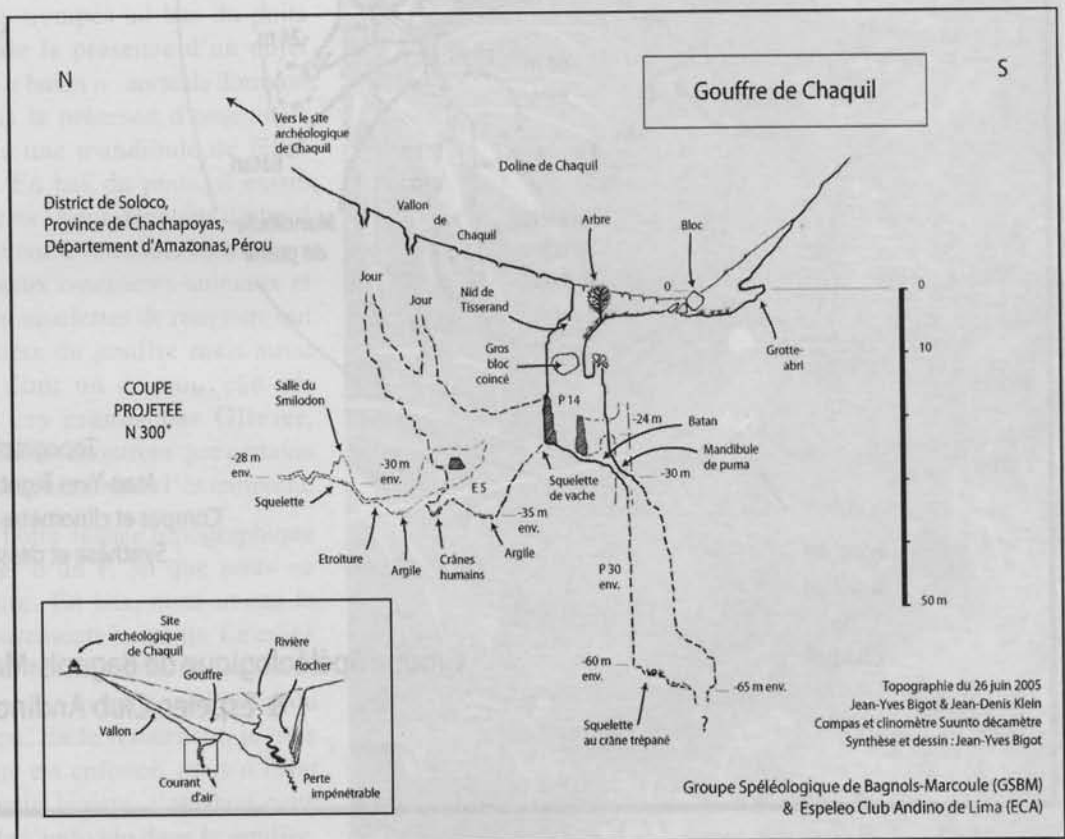 N
S
Gouffre de Chaquil
Vers le site
archéologique
de Chaquil
Doline de Chaquil
District de Soloco,
Province de Chachapoyas,
Département d'Amazonas, Pérou
Vallon
de
Chaquil
Arbre
Bloc
Jour
Jour
Nid de
Tisserand
0
0
10
50 m
Grotte-
abri
Gros
bloc
coincé
COUPE
PROJETEE
N 300°
Salle du
Smilodon
P 14
-24 m
Batan
Mandibule
de puma
-28 m
env.
-30 m
env.
-30 m
Squelette
E 5
Squelette
de vache
-35 m
env.
Etroiture
Argile
Crânes
humains
Argile
P 30
env.
-60 m
env.
-65 m env.
?
Squelette
au crâne trépané
Site
archéologique
de Chaquil
Gouffre
Rivière
Rocher
Vallon
Courant
d'air
Perte
impénétrable
Topographie du 26 juin 2005
Jean-Yves Bigot & Jean-Denis Klein
Compas et clinomètre Suunto décamètre
Synthèse et dessin : Jean-Yves Bigot
Groupe Spéléologique de Bagnols-Marcoule (GSBM)
& Espeleo Club Andino de Lima (ECA)